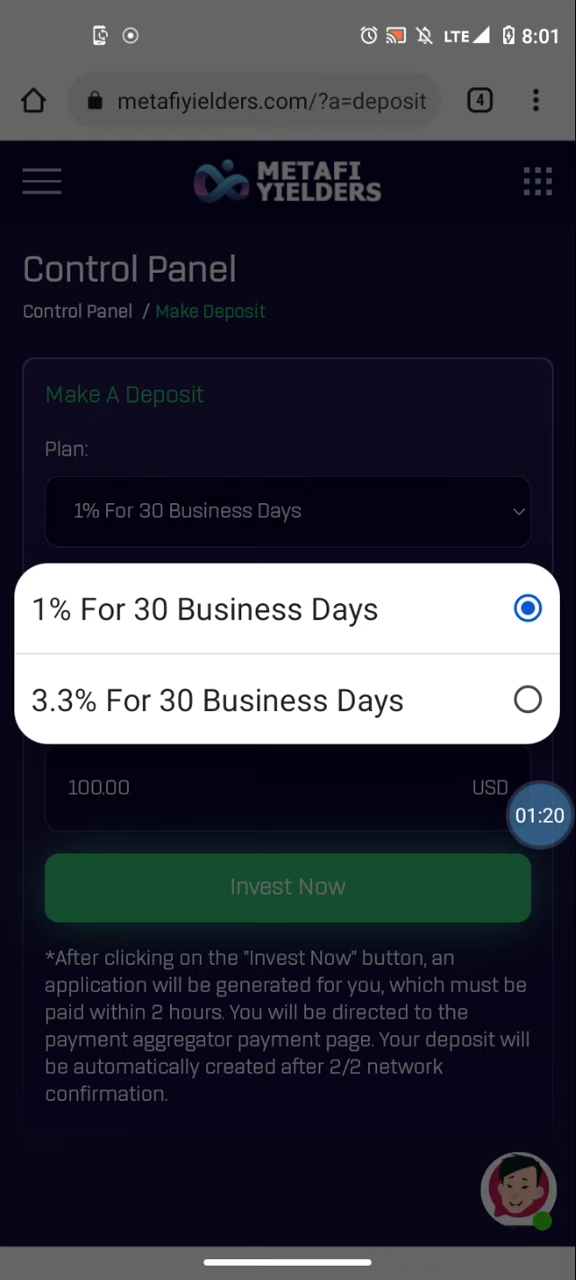 LTE 8:01
metafiyielders.com/?a=deposit 4
METAFI
YIELDERS
Control Panel
Control Panel / Make Deposit
Make A Deposit
Plan:
1% For 30 Business Days
1% For 30 Business Days
3.3% For 30 Business Days
100.00 USD
01:20
Invest Now
*After clicking on the "Invest Now" button, an
application will be generated for you, which must be
paid within 2 hours. You will be directed to the
payment aggregator payment page. Your deposit will
be automatically created after 2/2 network
confirmation.